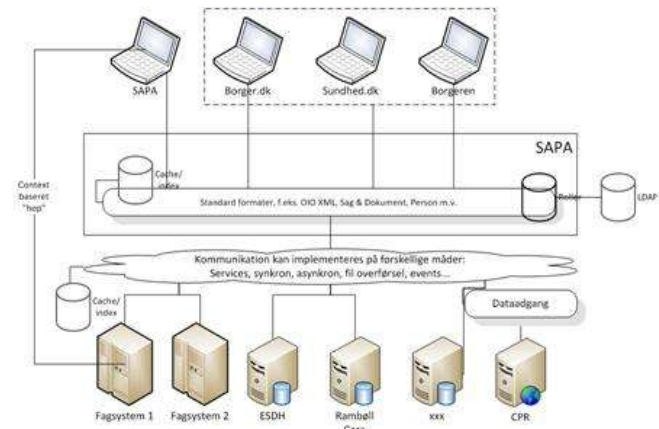 SAPA
Borger.dk
Sundhed.dk
Borgeren
SAPA
Cache/
index
Context
baseret
"hop"
Standard formater, f.eks. OIO XML, Sag & Dokument, Person m.v.
Roller
LDAP
Kommunikation kan implementeres på forskellige måder:
Services, synkron, asynkron, fil overførsel, events...
Cache/
index
Dataadgang
Fagsystem 1
Fagsystem 2
ESDH
Rambøll
xxx
CPR